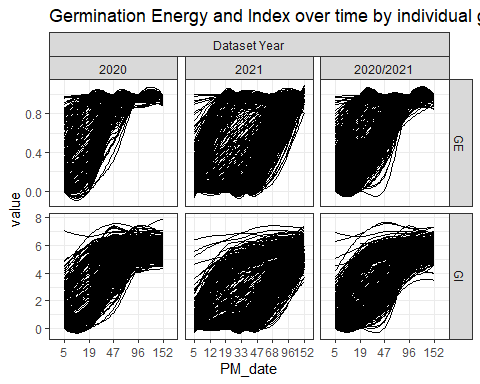 Germination Energy and Index over time by individual g
Dataset Year
2020 2021 2020/2021
0.8
0.4
0.0
GE
value
8
6
4
2
0
GI
5 19 47 96 152 5 12 19 33 47 68 96 152 5 19 47 96 152
PM_date